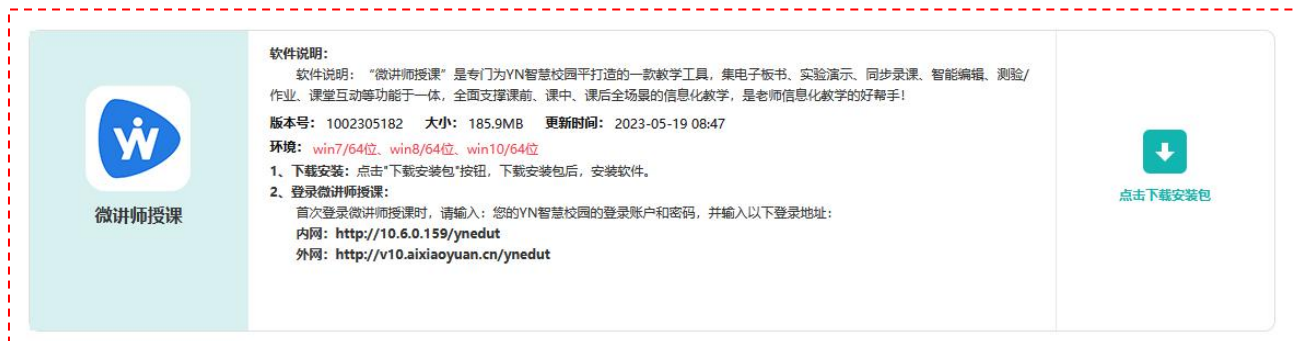 软件说明：
软件说明：“微讲师授课”是专门为YN智慧校园平打造的一款教学工具，集电子板书、实验演示、同步录课、智能编辑、测验/
作业、课堂互动等功能于一体，全面支撑课前、课中、课后全场景的信息化教学，是老师信息化教学的好帮手！
版本号： 1002305182 大小： 185.9MB 更新时间： 2023-05-19 08:47
环境： win7/64位、win8/64位、win10/64位
1、下载安装：点击"下载安装包"按钮，下载安装包后，安装软件。
2、登录微讲师授课：
首次登录微讲师授课时，请输入：您的YN智慧校园的登录账户和密码，并输入以下登录地址：
内网：http://10.6.0.159/ynedut
外网：http://v10.aixiaoyuan.cn/ynedut
微讲师授课
点击下载安装包